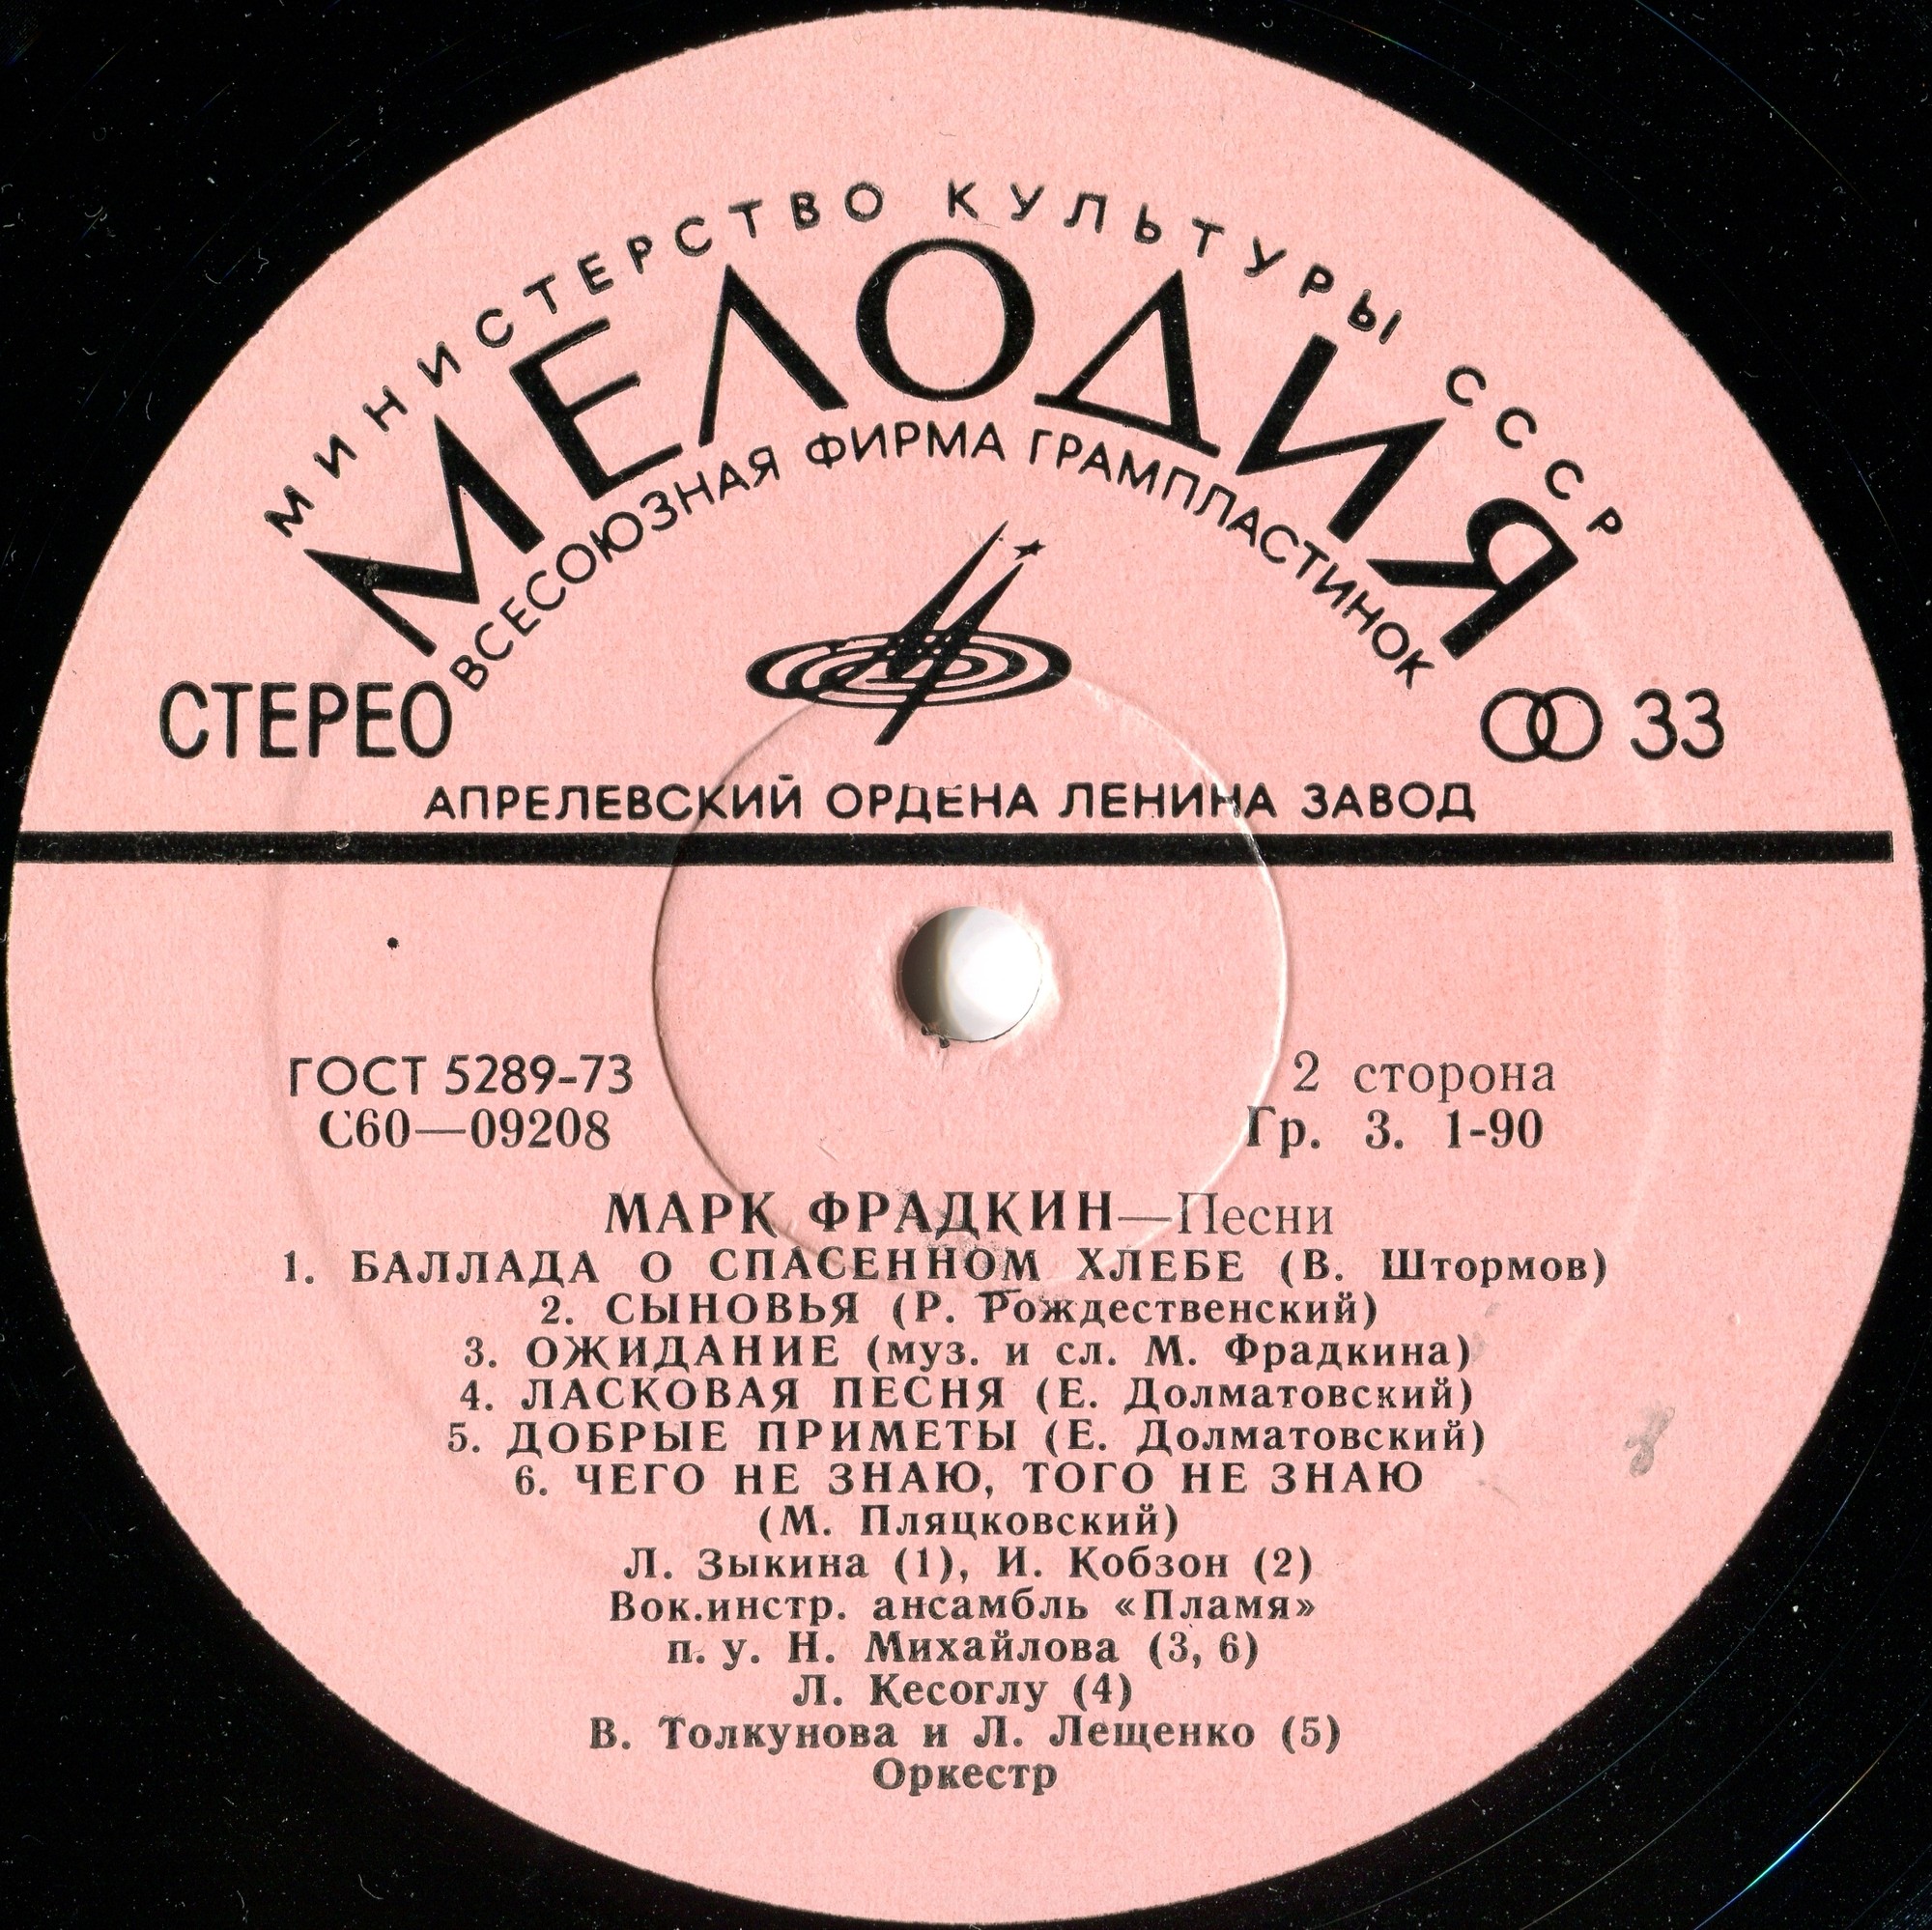 МИНИСТЕРСТВО КУЛЬТУРЫ СССР
МЕЛОДИЯ
ВСЕСОЮЗНАЯ ФИРМА ГРАМПЛАСТИНОК
СТЕРЕО 33
АПРЕЛЕВСКИЙ ОРДЕНА ЛЕНИНА ЗАВОД
ГОСТ 5289-73 2 сторона
С60—09208 Гр. 3. 1-90
МАРК ФРАДКИН—Песни
1. БАЛЛАДА О СПАСЕННОМ ХЛЕБЕ (В. Штормов)
2. СЫНОВЬЯ (Р. Рождественский)
3. ОЖИДАНИЕ (муз. и сл. М. Фрадкина)
4. ЛАСКОВАЯ ПЕСНЯ (Е. Долматовский)
5. ДОБРЫЕ ПРИМЕТЫ (Е. Долматовский)
6. ЧЕГО НЕ ЗНАЮ, ТОГО НЕ ЗНАЮ
(М. Пляцковский)
Л. Зыкина (1), И. Кобзон (2)
Вок.инстр. ансамбль «Пламя»
п. у. Н. Михайлова (3, 6)
Л. Кесоглу (4)
В. Толкунова и Л. Лещенко (5)
Оркестр